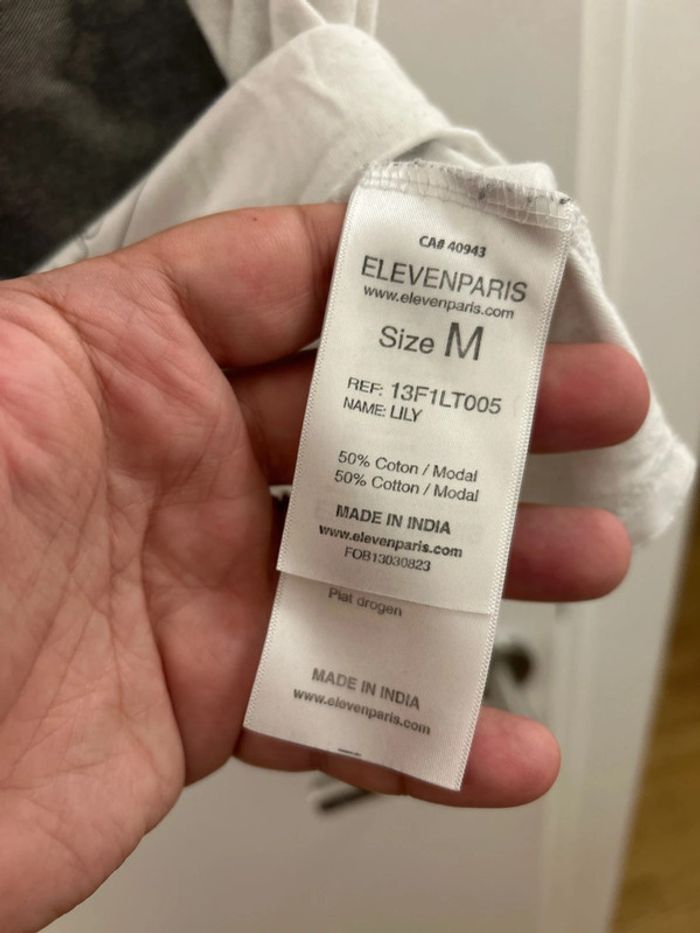 CA# 40943
ELEVENPARIS
www.elevenparis.com
Size M
REF: 13F1LT005
NAME: LILY
50% Coton / Modal
50% Cotton / Modal
MADE IN INDIA
www.elevenparis.com
FOB13030823
Plat drogen
MADE IN INDIA
www.elevenparis.com